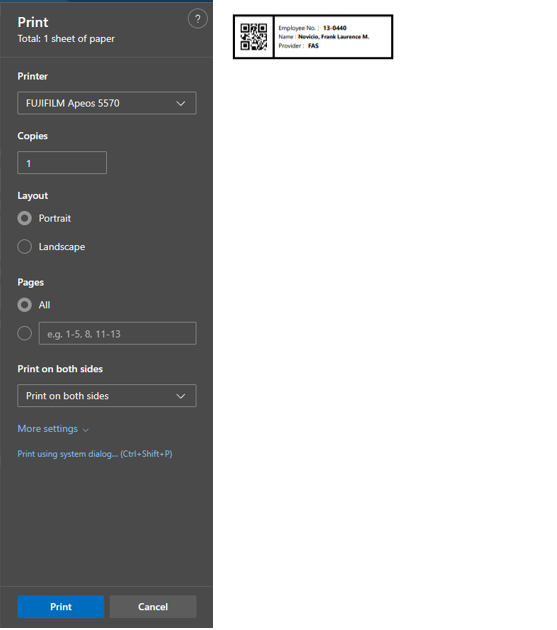 Print
?
Total: 1 sheet of paper
Printer
FUJIFILM Apeos 5570
Copies
1
Layout
Portrait
Landscape
Pages
All
e.g. 1-5, 8, 11-13
Print on both sides
Print on both sides
More settings
Print using system dialog... (Ctrl+Shift+P)
Print
Cancel
Employee No. : 13-0440
Name : Novicio, Frank Laurence M.
Provider : FAS